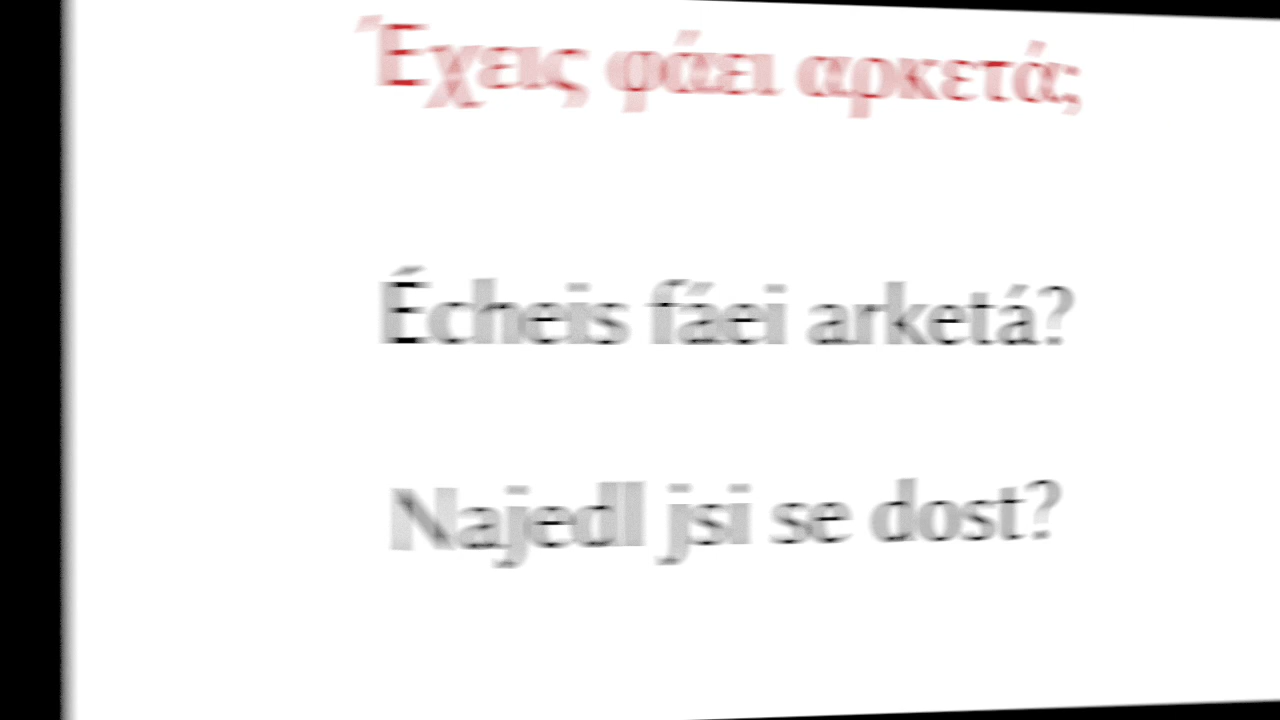 Έχεις φάει αρκετά;
Écheis fáei arketá?
Najedl jsi se dost?